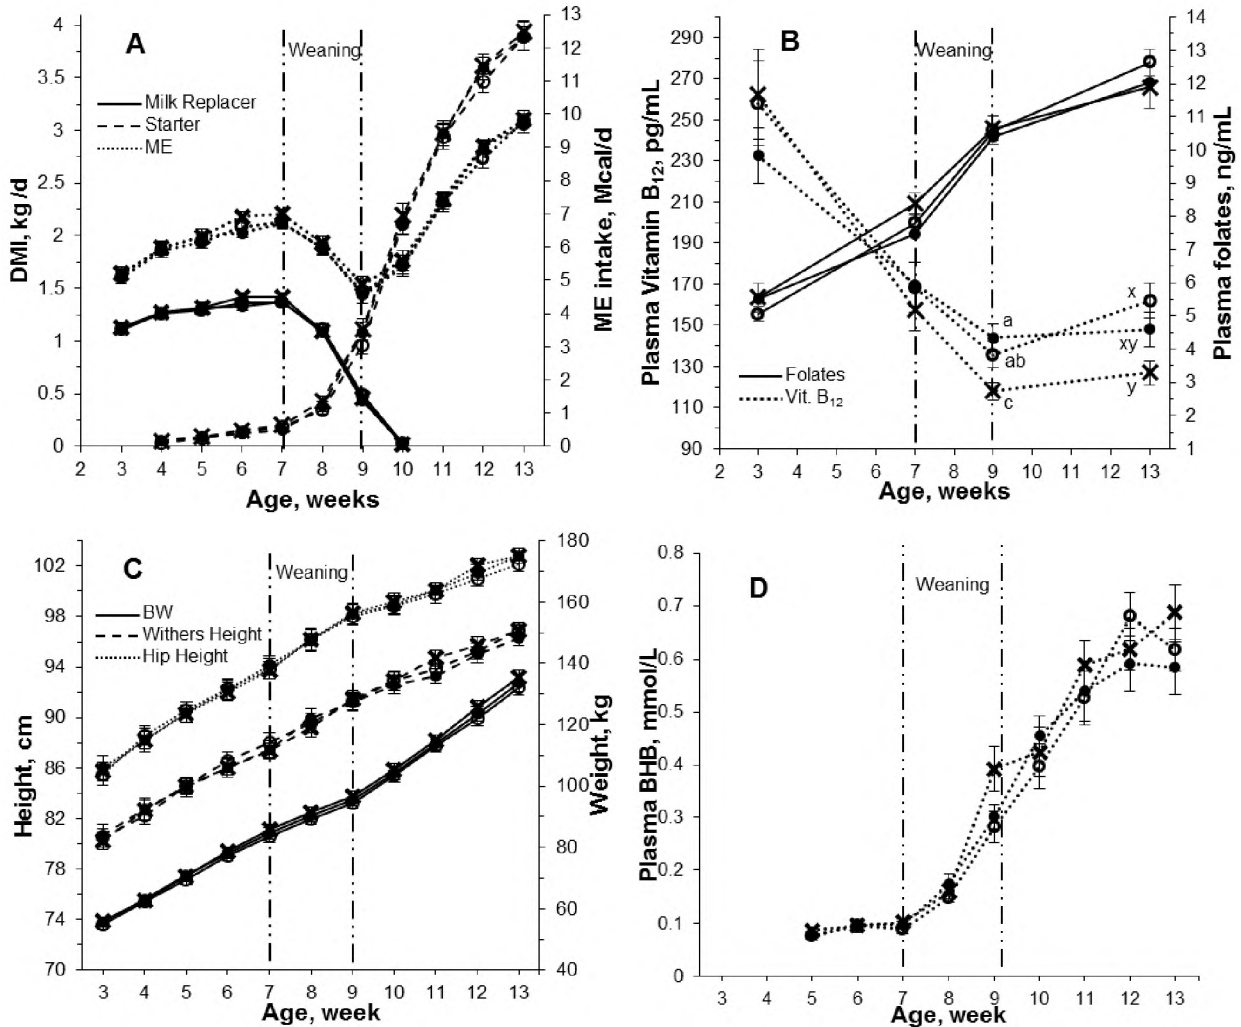 A
Weaning
Milk Replacer
Starter
ME
DMI, kg /d
ME intake, Mcal/d
4
3.5
3
2.5
2
1.5
1
0.5
0
13
12
11
10
9
8
7
6
5
4
3
2
1
0
2 3 4 5 6 7 8 9 10 11 12 13
Age, weeks
B
Weaning
Folates
Vit. B12
Plasma Vitamin B12, pg/mL
Plasma folates, ng/mL
290
270
250
230
210
190
170
150
130
110
90
14
13
12
11
10
9
8
7
6
5
4
3
2
1
a
ab
c
x
xy
y
2 3 4 5 6 7 2 9 10 11 12 13
Age, weeks
C
Weaning
BW
Withers Height
Hip Height
Height, cm
Weight, kg
102
98
94
90
86
82
78
74
70
180
160
140
120
100
80
60
40
3 4 5 6 7 8 9 10 11 12 13
Age, week
D
Weaning
Plasma BHB, mmol/L
0.8
0.7
0.6
0.5
0.4
0.3
0.2
0.1
0
3 4 5 6 7 8 9 10 11 12 13
Age, week